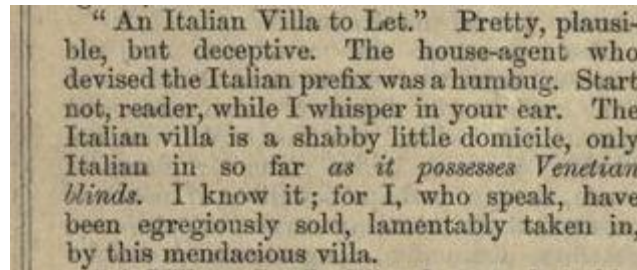 “ An Italian Villa to Let.” Pretty, plausi-
ble, but deceptive. The house-agent who
devised the Italian prefix was a humbug. Start
not, reader, while I whisper in your ear. The
Italian villa is a shabby little domicile, only
Italian in so far as it possesses Venetian
blinds. I know it; for I, who speak, have
been egregiously sold, lamentably taken in,
by this mendacious villa.